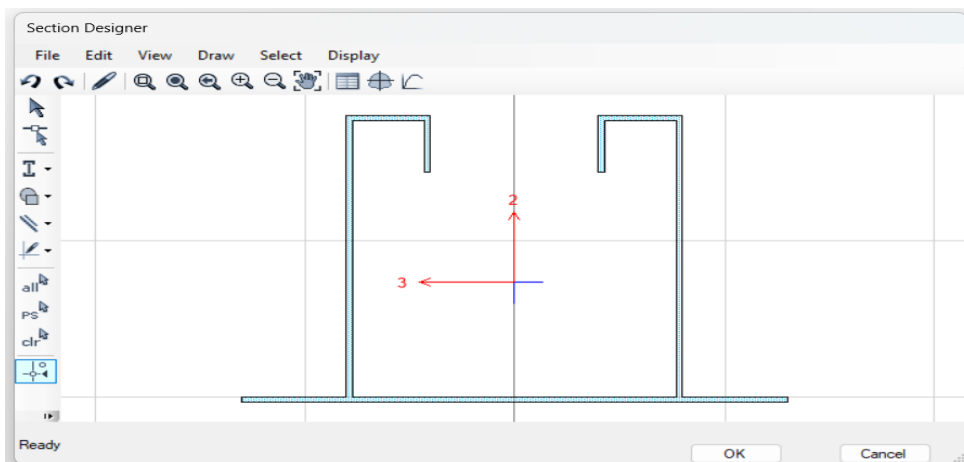 Section Designer
File Edit View Draw Select Display
2
3
all
PS
clr
Ready
OK Cancel